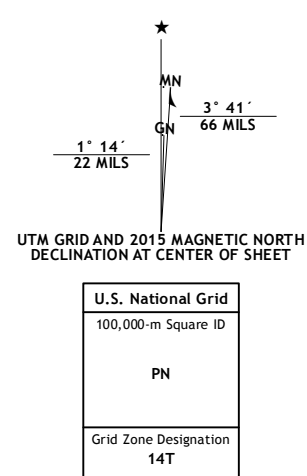 ★
MN
3° 41´
66 MILS
GN
1° 14´
22 MILS
UTM GRID AND 2015 MAGNETIC NORTH
DECLINATION AT CENTER OF SHEET
U.S. National Grid
100,000-m Square ID
PN
Grid Zone Designation
14T